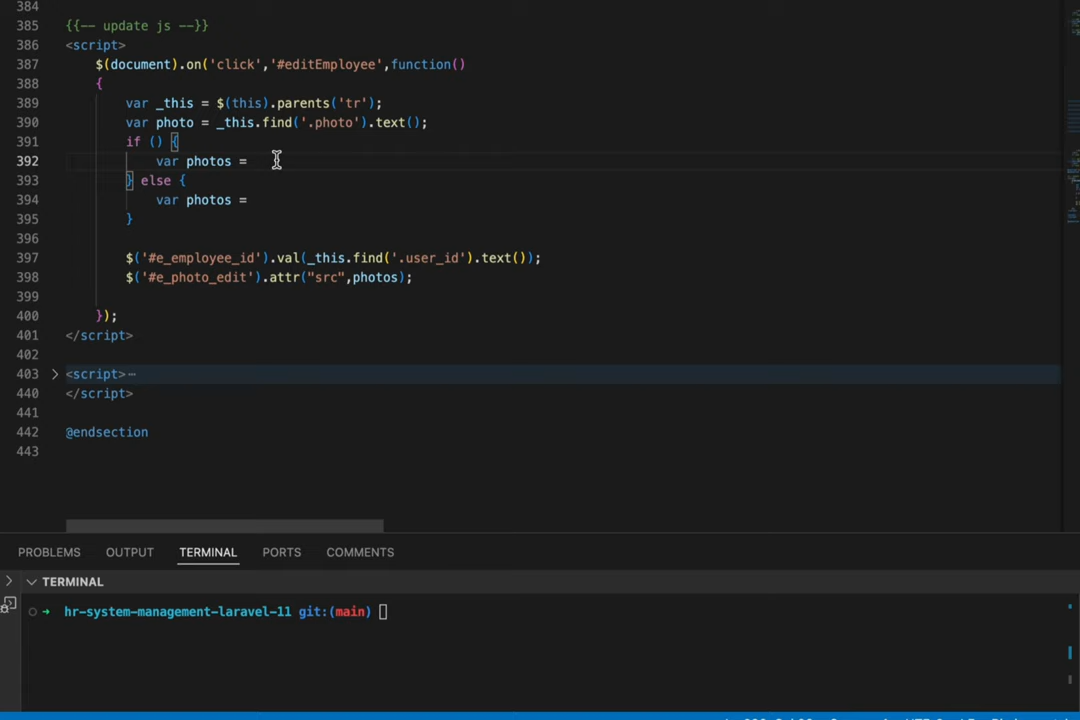 384
385 {{-- update js --}}
386 <script>
387 $(document).on('click','#editEmployee',function()
388 {
389 var _this = $(this).parents('tr');
390 var photo = _this.find('.photo').text();
391 if () {
392 var photos =
393 } else {
394 var photos =
395 }
396
397 $('#e_employee_id').val(_this.find('.user_id').text());
398 $('#e_photo_edit').attr("src",photos);
399
400 });
401 </script>
402
403 <script>⋯
440 </script>
441
442 @endsection
443
PROBLEMS OUTPUT TERMINAL PORTS COMMENTS
TERMINAL
hr-system-management-laravel-11 git:(main)